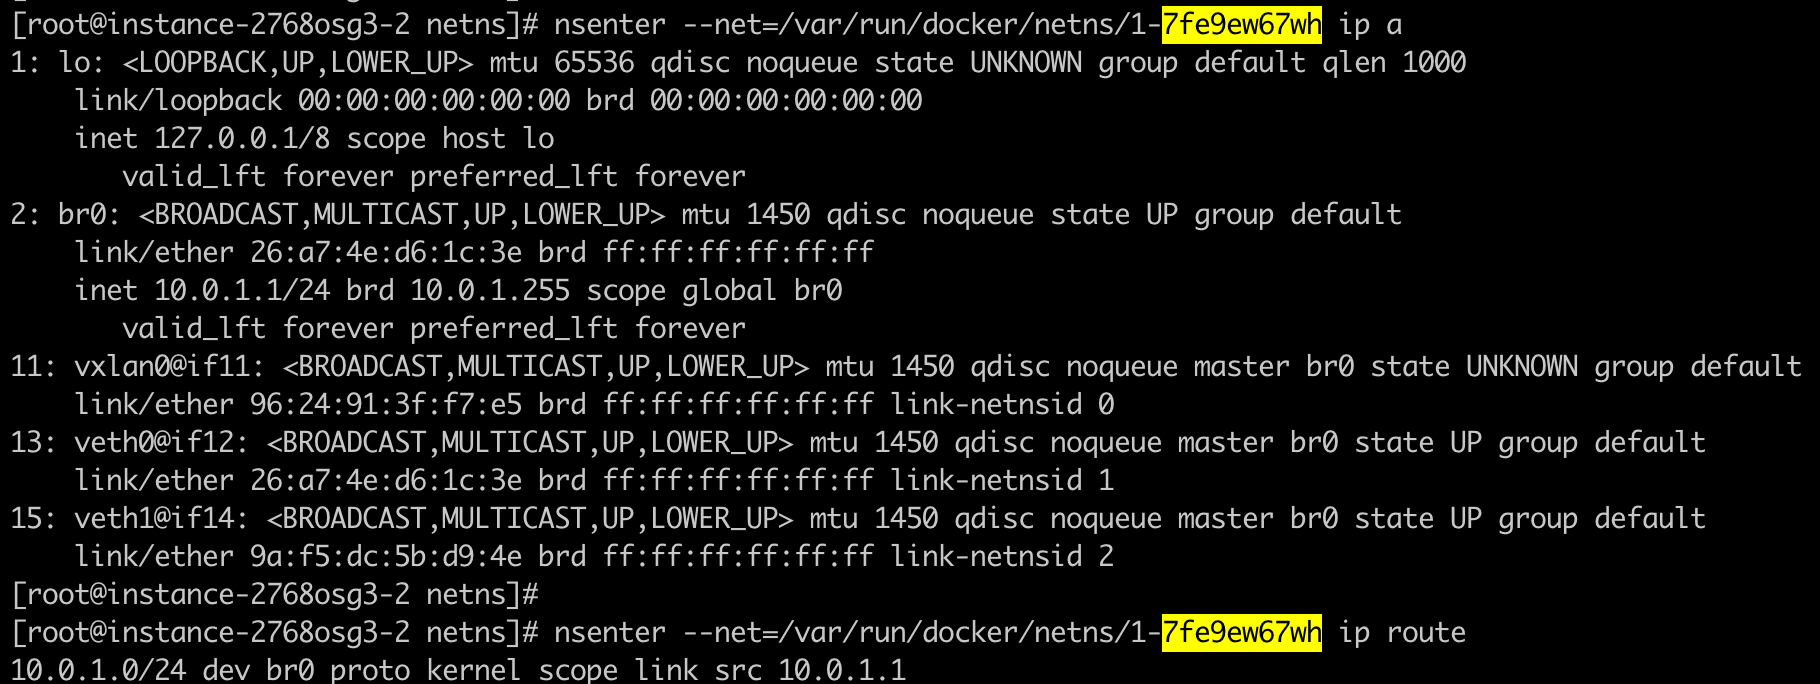 [root@instance-2768osg3-2 netns]# nsenter --net=/var/run/docker/netns/1-7fe9ew67wh ip a
1: lo: <LOOPBACK,UP,LOWER_UP> mtu 65536 qdisc noqueue state UNKNOWN group default qlen 1000
    link/loopback 00:00:00:00:00:00 brd 00:00:00:00:00:00
    inet 127.0.0.1/8 scope host lo
       valid_lft forever preferred_lft forever
2: br0: <BROADCAST,MULTICAST,UP,LOWER_UP> mtu 1450 qdisc noqueue state UP group default
    link/ether 26:a7:4e:d6:1c:3e brd ff:ff:ff:ff:ff:ff
    inet 10.0.1.1/24 brd 10.0.1.255 scope global br0
       valid_lft forever preferred_lft forever
11: vxlan0@if11: <BROADCAST,MULTICAST,UP,LOWER_UP> mtu 1450 qdisc noqueue master br0 state UNKNOWN group default
    link/ether 96:24:91:3f:f7:e5 brd ff:ff:ff:ff:ff:ff link-netnsid 0
13: veth0@if12: <BROADCAST,MULTICAST,UP,LOWER_UP> mtu 1450 qdisc noqueue master br0 state UP group default
    link/ether 26:a7:4e:d6:1c:3e brd ff:ff:ff:ff:ff:ff link-netnsid 1
15: veth1@if14: <BROADCAST,MULTICAST,UP,LOWER_UP> mtu 1450 qdisc noqueue master br0 state UP group default
    link/ether 9a:f5:dc:5b:d9:4e brd ff:ff:ff:ff:ff:ff link-netnsid 2
[root@instance-2768osg3-2 netns]#
[root@instance-2768osg3-2 netns]# nsenter --net=/var/run/docker/netns/1-7fe9ew67wh ip route
10.0.1.0/24 dev br0 proto kernel scope link src 10.0.1.1